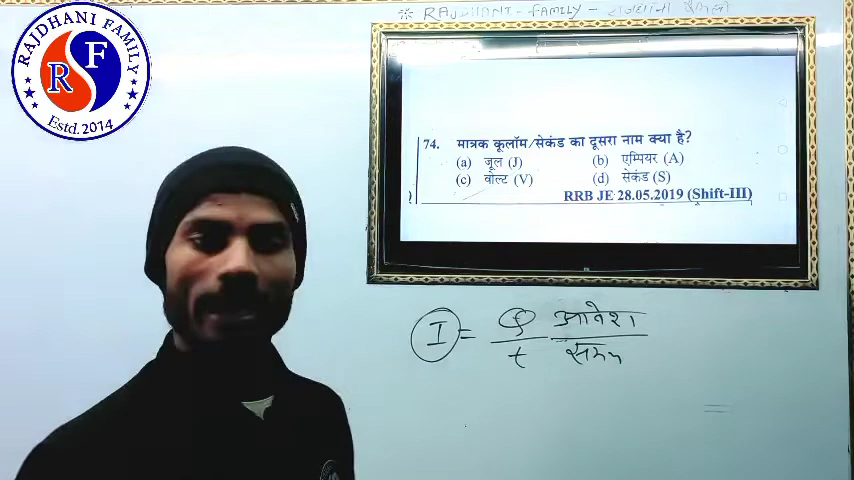 ※ RAJDHANI - FAMILY - राजधानी फैमिली
RAJDHANI FAMILY
R F
Estd. 2014
74. मात्रक कूलॉम/सेकंड का दूसरा नाम क्या है?
(a) जूल (J) (b) एम्पियर (A)
(c) वोल्ट (V) (d) सेकंड (S)
RRB JE 28.05.2019 (Shift-III)
I = Q आवेश
t समय